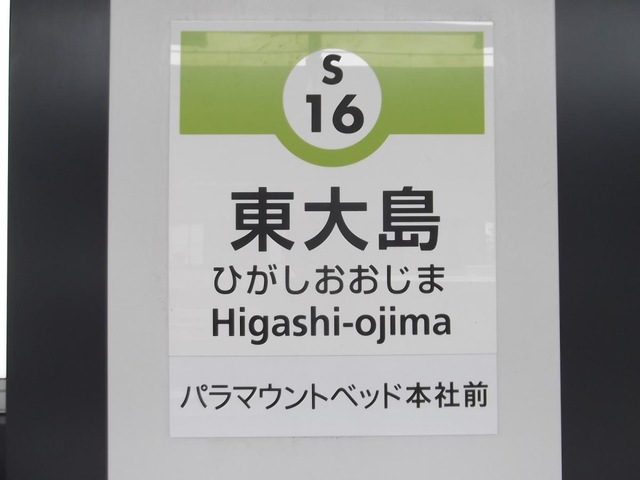 S
16
東大島
ひがしおおじま
Higashi-ojima
パラマウントベッド本社前